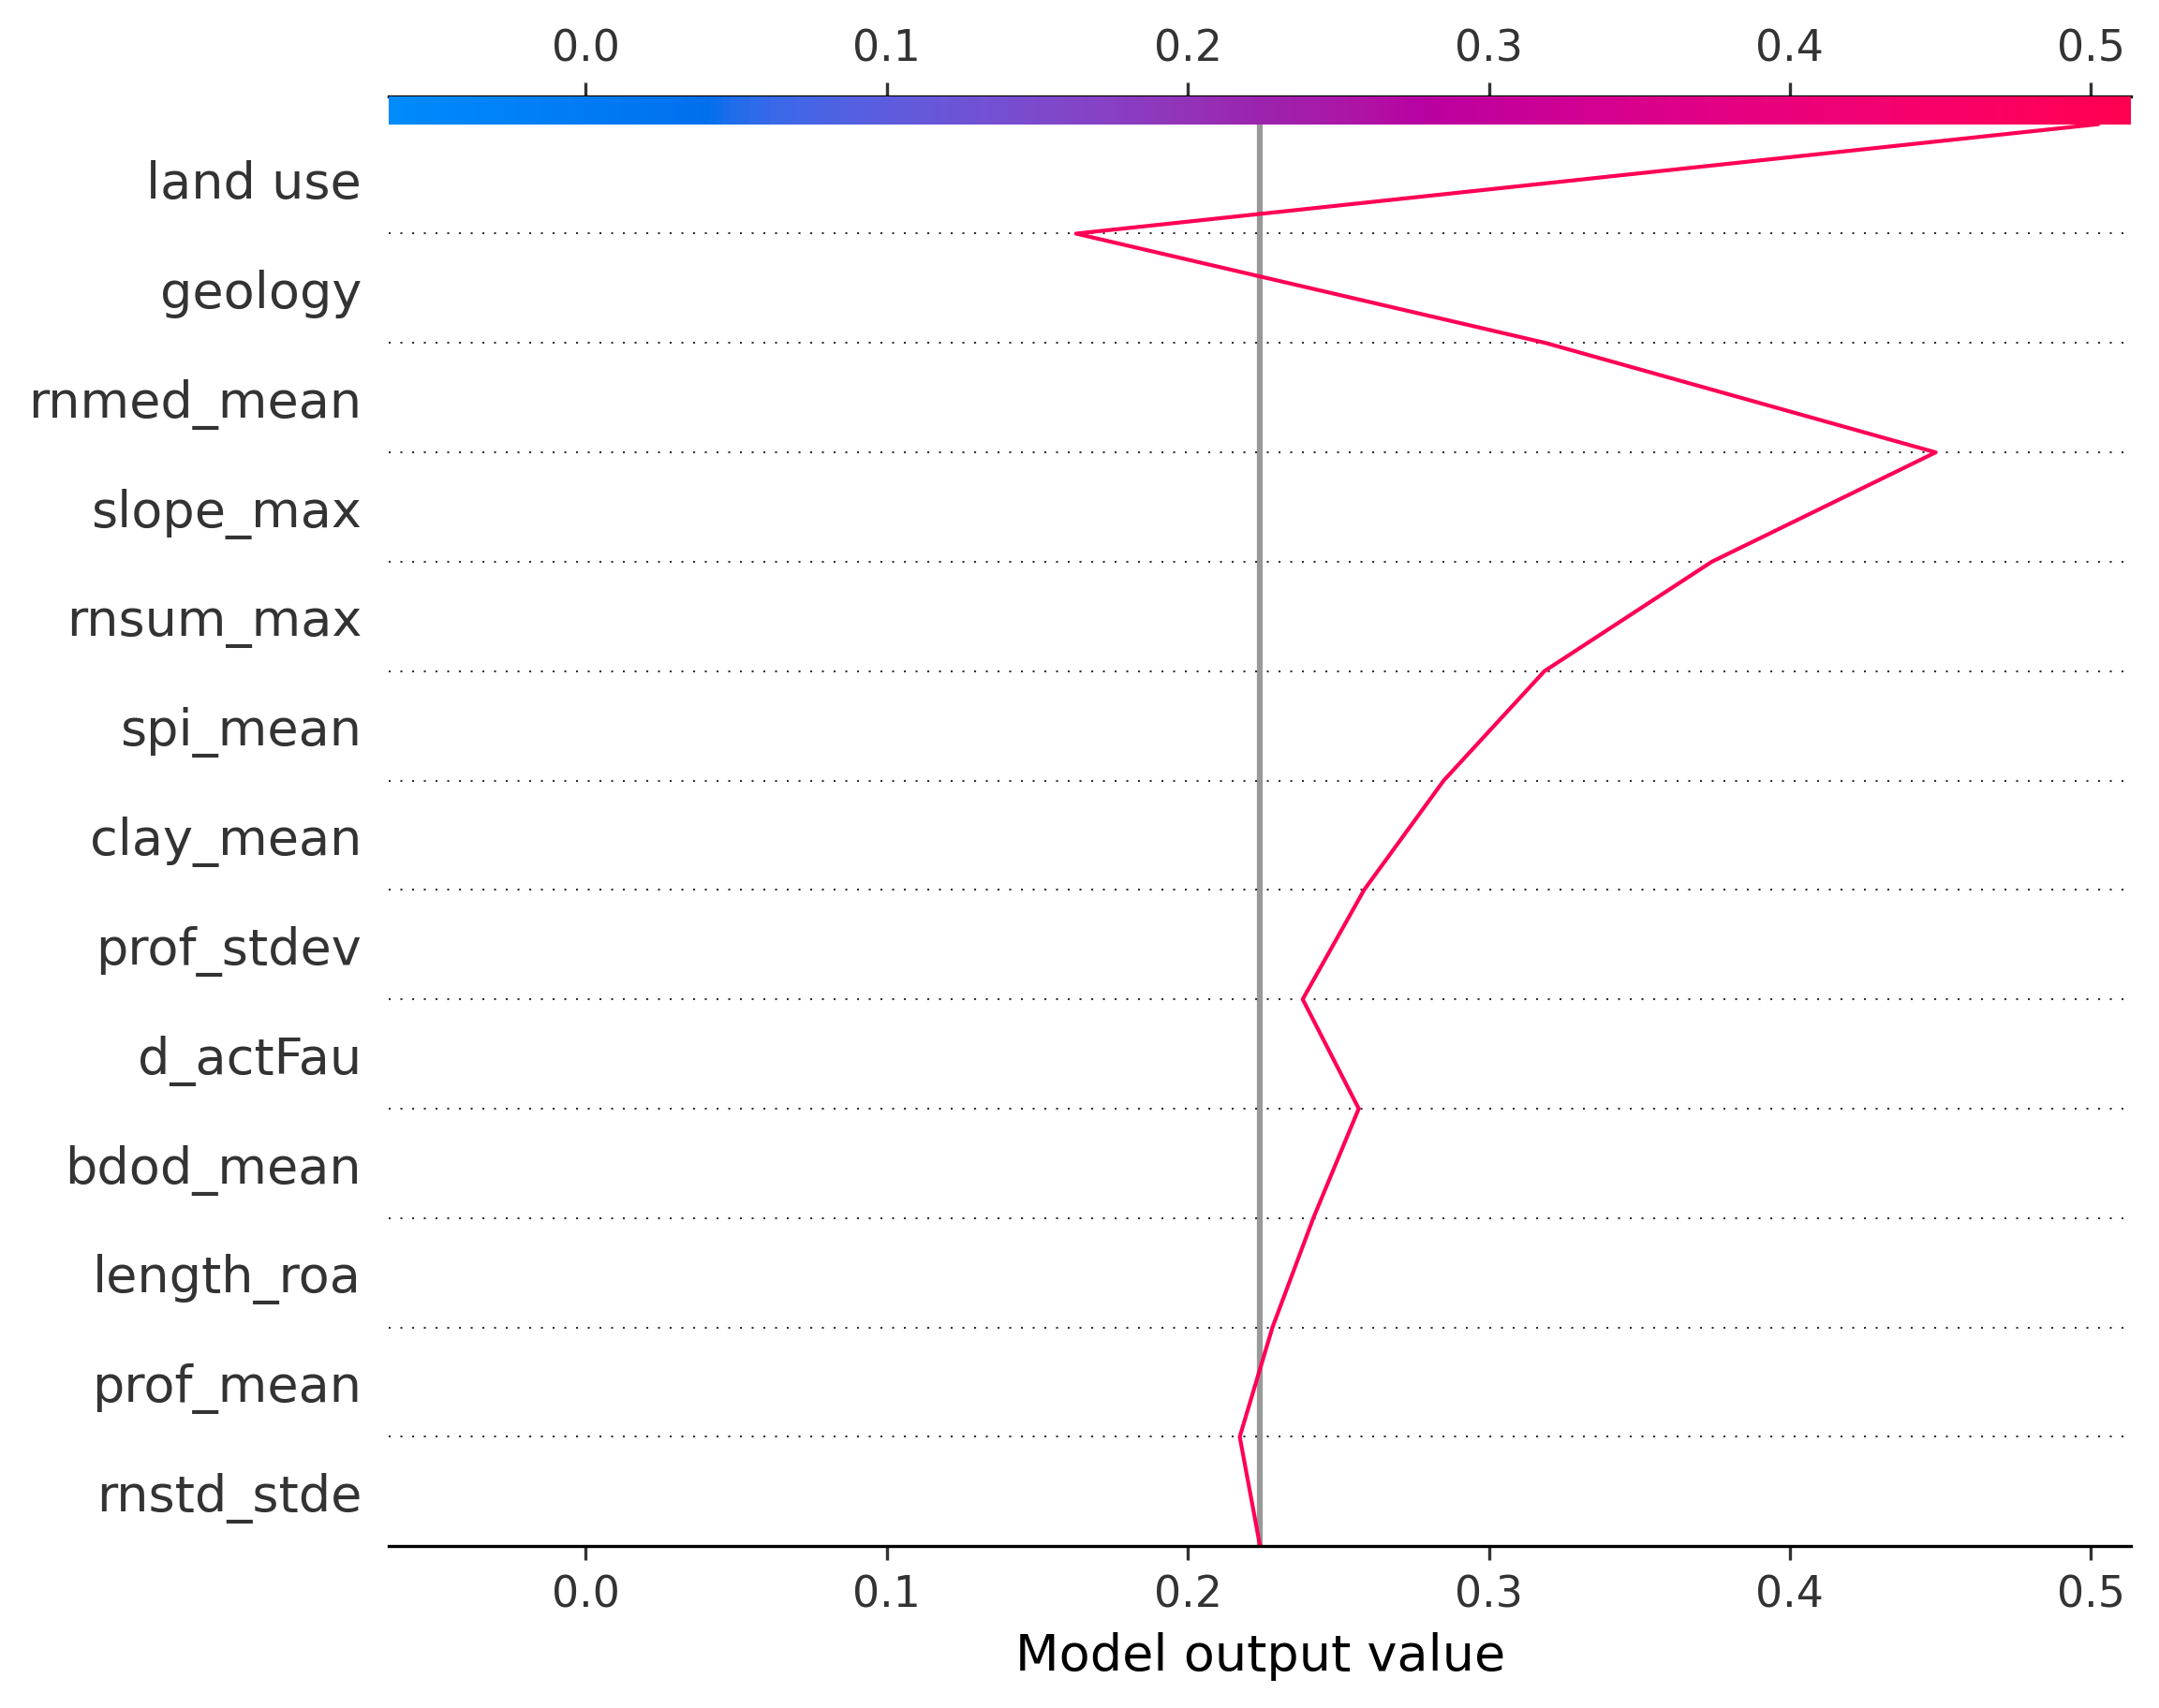 0.0 0.1 0.2 0.3 0.4 0.5
land use
geology
rnmed_mean
slope_max
rnsum_max
spi_mean
clay_mean
prof_stdev
d_actFau
bdod_mean
length_roa
prof_mean
rnstd_stde
0.0 0.1 0.2 0.3 0.4 0.5
Model output value